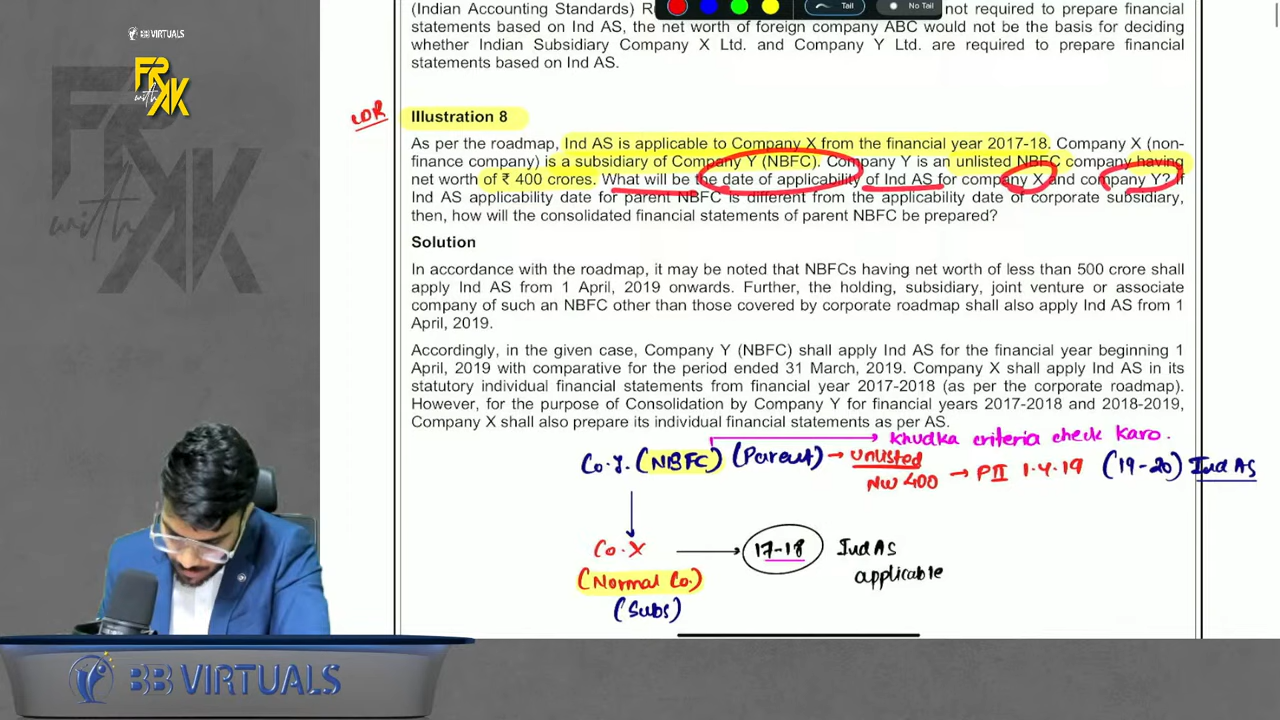 BB VIRTUALS
FR
with
AK
Tail
No Tail
(Indian Accounting Standards) R
not required to prepare financial
statements based on Ind AS, the net worth of foreign company ABC would not be the basis for deciding
whether Indian Subsidiary Company X Ltd. and Company Y Ltd. are required to prepare financial
statements based on Ind AS.
LDR
Illustration 8
As per the roadmap, Ind AS is applicable to Company X from the financial year 2017-18. Company X (non-
finance company) is a subsidiary of Company Y (NBFC). Company Y is an unlisted NBFC company having
net worth of ₹ 400 crores. What will be the date of applicability of Ind AS for company X and company Y? If
Ind AS applicability date for parent NBFC is different from the applicability date of corporate subsidiary,
then, how will the consolidated financial statements of parent NBFC be prepared?
Solution
In accordance with the roadmap, it may be noted that NBFCs having net worth of less than 500 crore shall
apply Ind AS from 1 April, 2019 onwards. Further, the holding, subsidiary, joint venture or associate
company of such an NBFC other than those covered by corporate roadmap shall also apply Ind AS from 1
April, 2019.
Accordingly, in the given case, Company Y (NBFC) shall apply Ind AS for the financial year beginning 1
April, 2019 with comparative for the period ended 31 March, 2019. Company X shall apply Ind AS in its
statutory individual financial statements from financial year 2017-2018 (as per the corporate roadmap).
However, for the purpose of Consolidation by Company Y for financial years 2017-2018 and 2018-2019,
Company X shall also prepare its individual financial statements as per AS.
Khudka criteria check karo.
Co.Y. (NBFC) (Parent) → unlisted
NW 400 → PII 1.4.19 (19-20) Ind AS
Co. X → 17-18 Ind AS
applicable
(Normal Co.)
(Subs)
BB VIRTUALS